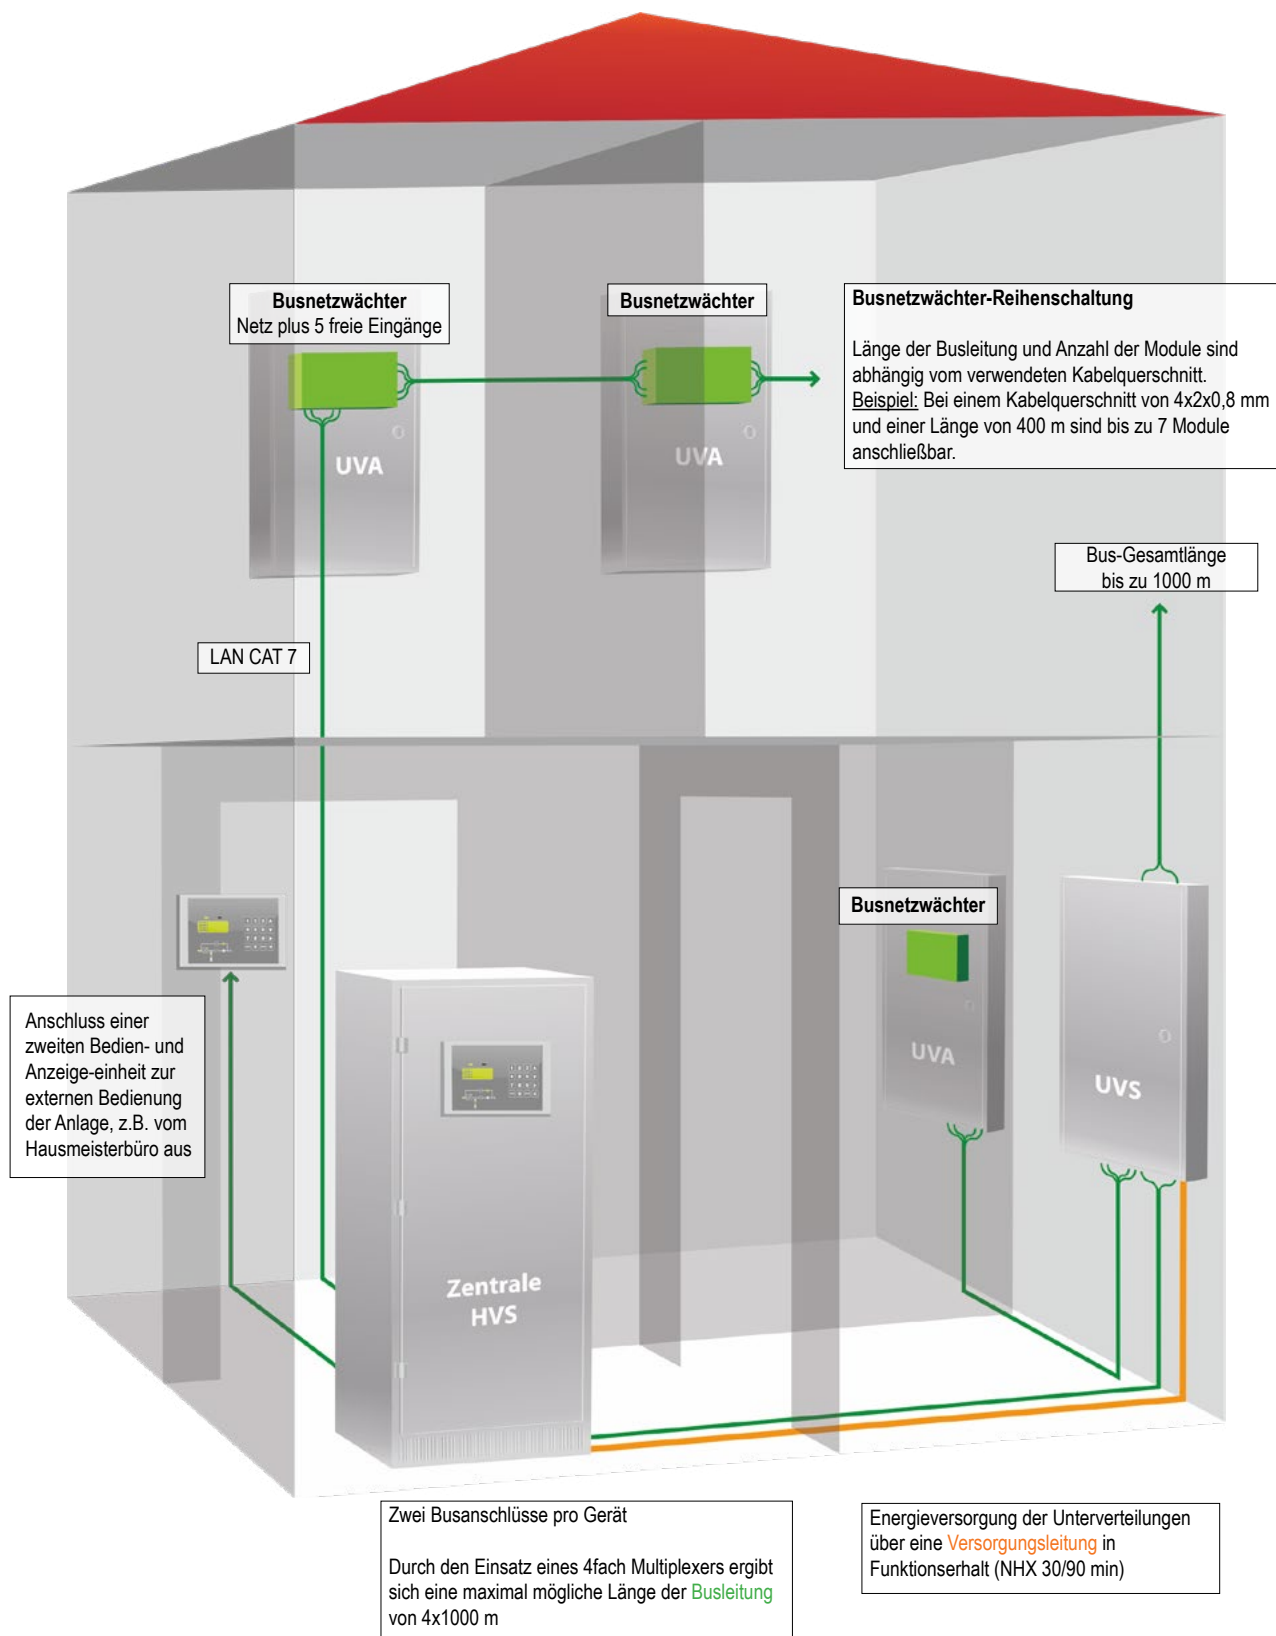 Busnetzwächter
Netz plus 5 freie Eingänge
Busnetzwächter
Busnetzwächter-Reihenschaltung
Länge der Busleitung und Anzahl der Module sind
abhängig vom verwendeten Kabelquerschnitt.
Beispiel: Bei einem Kabelquerschnitt von 4x2x0,8 mm
und einer Länge von 400 m sind bis zu 7 Module
anschließbar.
UVA
UVA
Bus-Gesamtlänge
bis zu 1000 m
LAN CAT 7
Busnetzwächter
Anschluss einer
zweiten Bedien- und
Anzeige-einheit zur
externen Bedienung
der Anlage, z.B. vom
Hausmeisterbüro aus
UVA
UVS
Zentrale
HVS
Zwei Busanschlüsse pro Gerät
Durch den Einsatz eines 4fach Multiplexers ergibt
sich eine maximal mögliche Länge der Busleitung
von 4x1000 m
Energieversorgung der Unterverteilungen
über eine Versorgungsleitung in
Funktionserhalt (NHX 30/90 min)